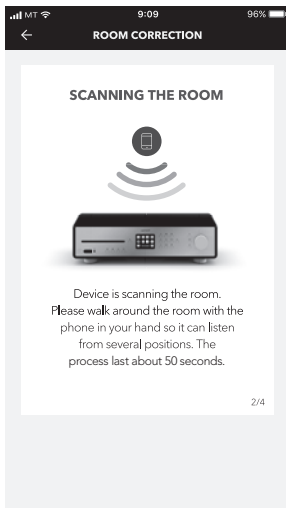 MT 9:09 96%
ROOM CORRECTION
SCANNING THE ROOM
Device is scanning the room.
Please walk around the room with the
phone in your hand so it can listen
from several positions. The
process last about 50 seconds.
2/4